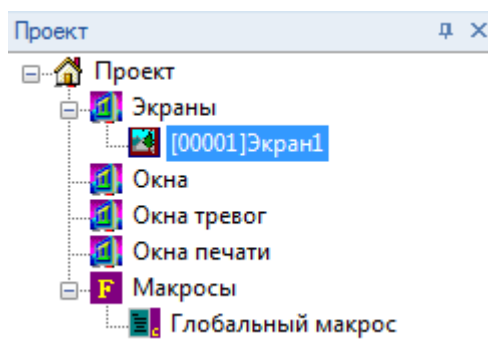 Проект
Проект
Экраны
[00001]Экран1
Окна
Окна тревог
Окна печати
F Макросы
Глобальный макрос